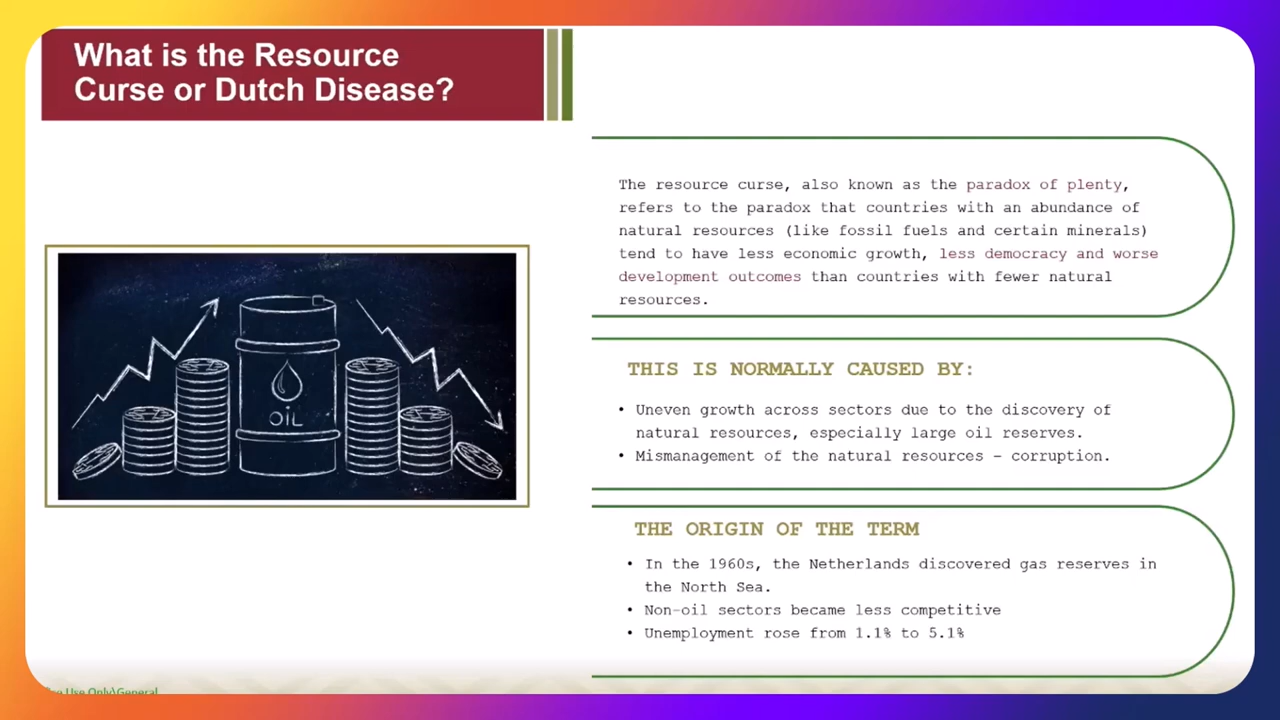 What is the Resource
Curse or Dutch Disease?
The resource curse, also known as the paradox of plenty,
refers to the paradox that countries with an abundance of
natural resources (like fossil fuels and certain minerals)
tend to have less economic growth, less democracy and worse
development outcomes than countries with fewer natural
resources.
OIL
THIS IS NORMALLY CAUSED BY:
• Uneven growth across sectors due to the discovery of
natural resources, especially large oil reserves.
• Mismanagement of the natural resources – corruption.
THE ORIGIN OF THE TERM
• In the 1960s, the Netherlands discovered gas reserves in
the North Sea.
• Non-oil sectors became less competitive
• Unemployment rose from 1.1% to 5.1%
Use Only\General